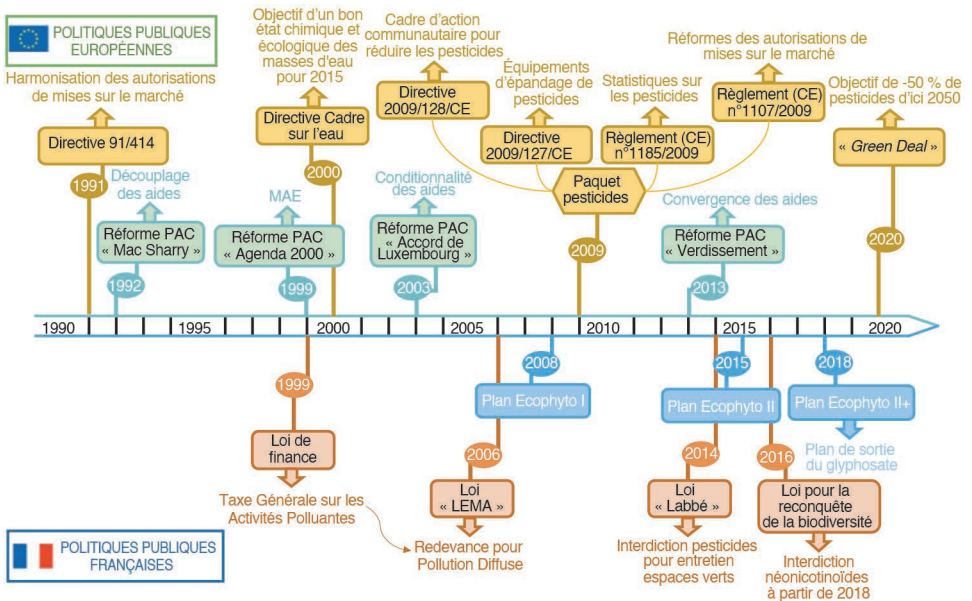 POLITIQUES PUBLIQUES
EUROPÉENNES
Harmonisation des autorisations
de mises sur le marché
Directive 91/414
1991
Objectif d'un bon
état chimique et
écologique des
masses d'eau
pour 2015
Directive Cadre
sur l'eau
2000
Cadre d'action
communautaire pour
réduire les pesticides
Directive
2009/128/CE
Équipements
d'épandage de
pesticides
Directive
2009/127/CE
Statistiques sur
les pesticides
Règlement (CE)
n°1185/2009
Réformes des autorisations de
mises sur le marché
Règlement (CE)
n°1107/2009
Paquet
pesticides
2009
Objectif de -50 % de
pesticides d'ici 2050
« Green Deal »
2020
Découplage
des aides
Réforme PAC
« Mac Sharry »
1992
MAE
Réforme PAC
« Agenda 2000 »
1999
Conditionnalité
des aides
Réforme PAC
« Accord de
Luxembourg »
2003
Convergence des aides
Réforme PAC
« Verdissement »
2013
1990
1995
2000
2005
2010
2015
2020
1999
Loi de
finance
Taxe Générale sur les
Activités Polluantes
2006
Loi
« LEMA »
Redevance pour
Pollution Diffuse
2008
Plan Ecophyto I
2015
Plan Ecophyto II
2014
Loi
« Labbé »
Interdiction pesticides
pour entretien
espaces verts
2018
Plan Ecophyto II+
Plan de sortie
du glyphosate
2016
Loi pour la
reconquête
de la biodiversité
Interdiction
néonicotinoïdes
à partir de 2018
POLITIQUES PUBLIQUES
FRANÇAISES